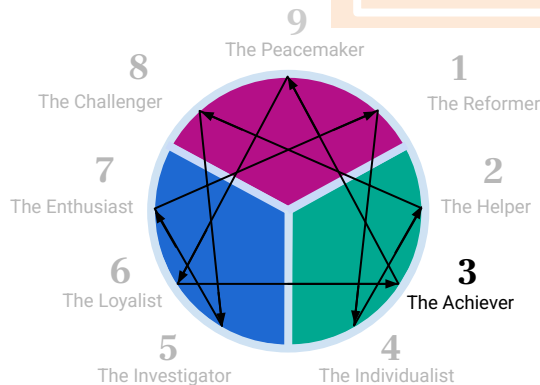 9
The Peacemaker
8
The Challenger
1
The Reformer
7
The Enthusiast
2
The Helper
6
The Loyalist
3
The Achiever
5
The Investigator
4
The Individualist